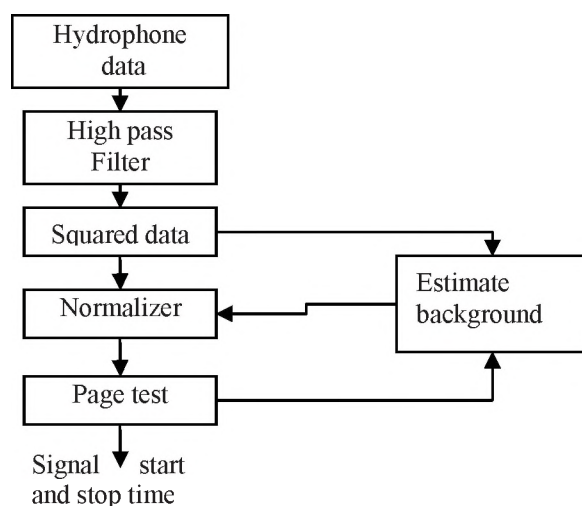 Hydrophone
data
High pass
Filter
Squared data
Normalizer
Estimate
background
Page test
Signal start
and stop time